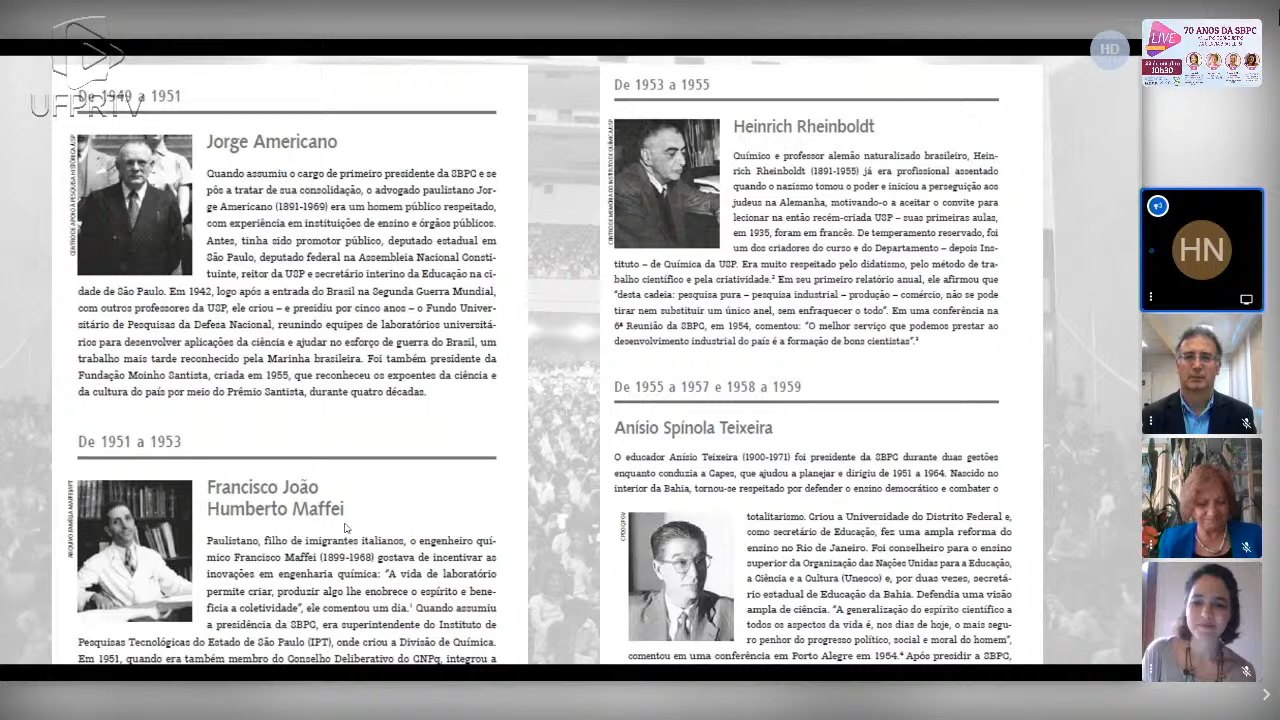 UFPRTV
HD
LIVE
70 ANOS DA SBPC
10h30
De 1949 a 1951
Jorge Americano
CENTRO DE APOIO À PESQUISA HISTÓRICA/USP
Quando assumiu o cargo de primeiro presidente da SBPC e se
pôs a tratar de sua consolidação, o advogado paulistano Jor-
ge Americano (1891-1969) era um homem público respeitado,
com experiência em instituições de ensino e órgãos públicos.
Antes, tinha sido promotor público, deputado estadual em
São Paulo, deputado federal na Assembleia Nacional Consti-
tuinte, reitor da USP e secretário interino da Educação na ci-
dade de São Paulo. Em 1942, logo após a entrada do Brasil na Segunda Guerra Mundial,
com outros professores da USP, ele criou – e presidiu por cinco anos – o Fundo Univer-
sitário de Pesquisas da Defesa Nacional, reunindo equipes de laboratórios universitá-
rios para desenvolver aplicações da ciência e ajudar no esforço de guerra do Brasil, um
trabalho mais tarde reconhecido pela Marinha brasileira. Foi também presidente da
Fundação Moinho Santista, criada em 1955, que reconheceu os expoentes da ciência e
da cultura do país por meio do Prêmio Santista, durante quatro décadas.
De 1951 a 1953
Francisco João
Humberto Maffei
Paulistano, filho de imigrantes italianos, o engenheiro quí-
mico Francisco Maffei (1899-1968) gostava de incentivar as
inovações em engenharia química: “A vida de laboratório
permite criar, produzir algo lhe enobrece o espírito e bene-
ficia a coletividade”, ele comentou um dia.¹ Quando assumiu
a presidência da SBPC, era superintendente do Instituto de
Pesquisas Tecnológicas do Estado de São Paulo (IPT), onde criou a Divisão de Química.
Em 1951, quando era também membro do Conselho Deliberativo do CNPq, integrou a
De 1953 a 1955
Heinrich Rheinboldt
Químico e professor alemão naturalizado brasileiro, Hein-
rich Rheinboldt (1891-1955) já era profissional assentado
quando o nazismo tomou o poder e iniciou a perseguição aos
judeus na Alemanha, motivando-o a aceitar o convite para
lecionar na então recém-criada USP – suas primeiras aulas,
em 1935, foram em francês. De temperamento reservado, foi
um dos criadores do curso e do Departamento – depois Ins-
tituto – de Química da USP. Era muito respeitado pelo didatismo, pelo método de tra-
balho científico e pela criatividade.² Em seu primeiro relatório anual, ele afirmou que
“desta cadeia: pesquisa pura – pesquisa industrial – produção – comércio, não se pode
tirar nem substituir um único anel, sem enfraquecer o todo”. Em uma conferência na
6ª Reunião da SBPC, em 1954, comentou: “O melhor serviço que podemos prestar ao
desenvolvimento industrial do país é a formação de bons cientistas”.³
De 1955 a 1957 e 1958 a 1959
Anísio Spínola Teixeira
O educador Anísio Teixeira (1900-1971) foi presidente da SBPC durante duas gestões
enquanto conduzia a Capes, que ajudou a planejar e dirigiu de 1951 a 1964. Nascido no
interior da Bahia, tornou-se respeitado por defender o ensino democrático e combater o
totalitarismo. Criou a Universidade do Distrito Federal e,
como secretário de Educação, fez uma ampla reforma do
ensino no Rio de Janeiro. Foi conselheiro para o ensino
superior da Organização das Nações Unidas para a Educação,
a Ciência e a Cultura (Unesco) e, por duas vezes, secretá-
rio estadual de Educação da Bahia. Defendia uma visão
ampla de ciência. “A generalização do espírito científico a
todos os aspectos da vida é, nos dias de hoje, o mais segu-
ro penhor do progresso político, social e moral do homem”,
comentou em uma conferência em Porto Alegre em 1954.⁴ Após presidir a SBPC,
HN